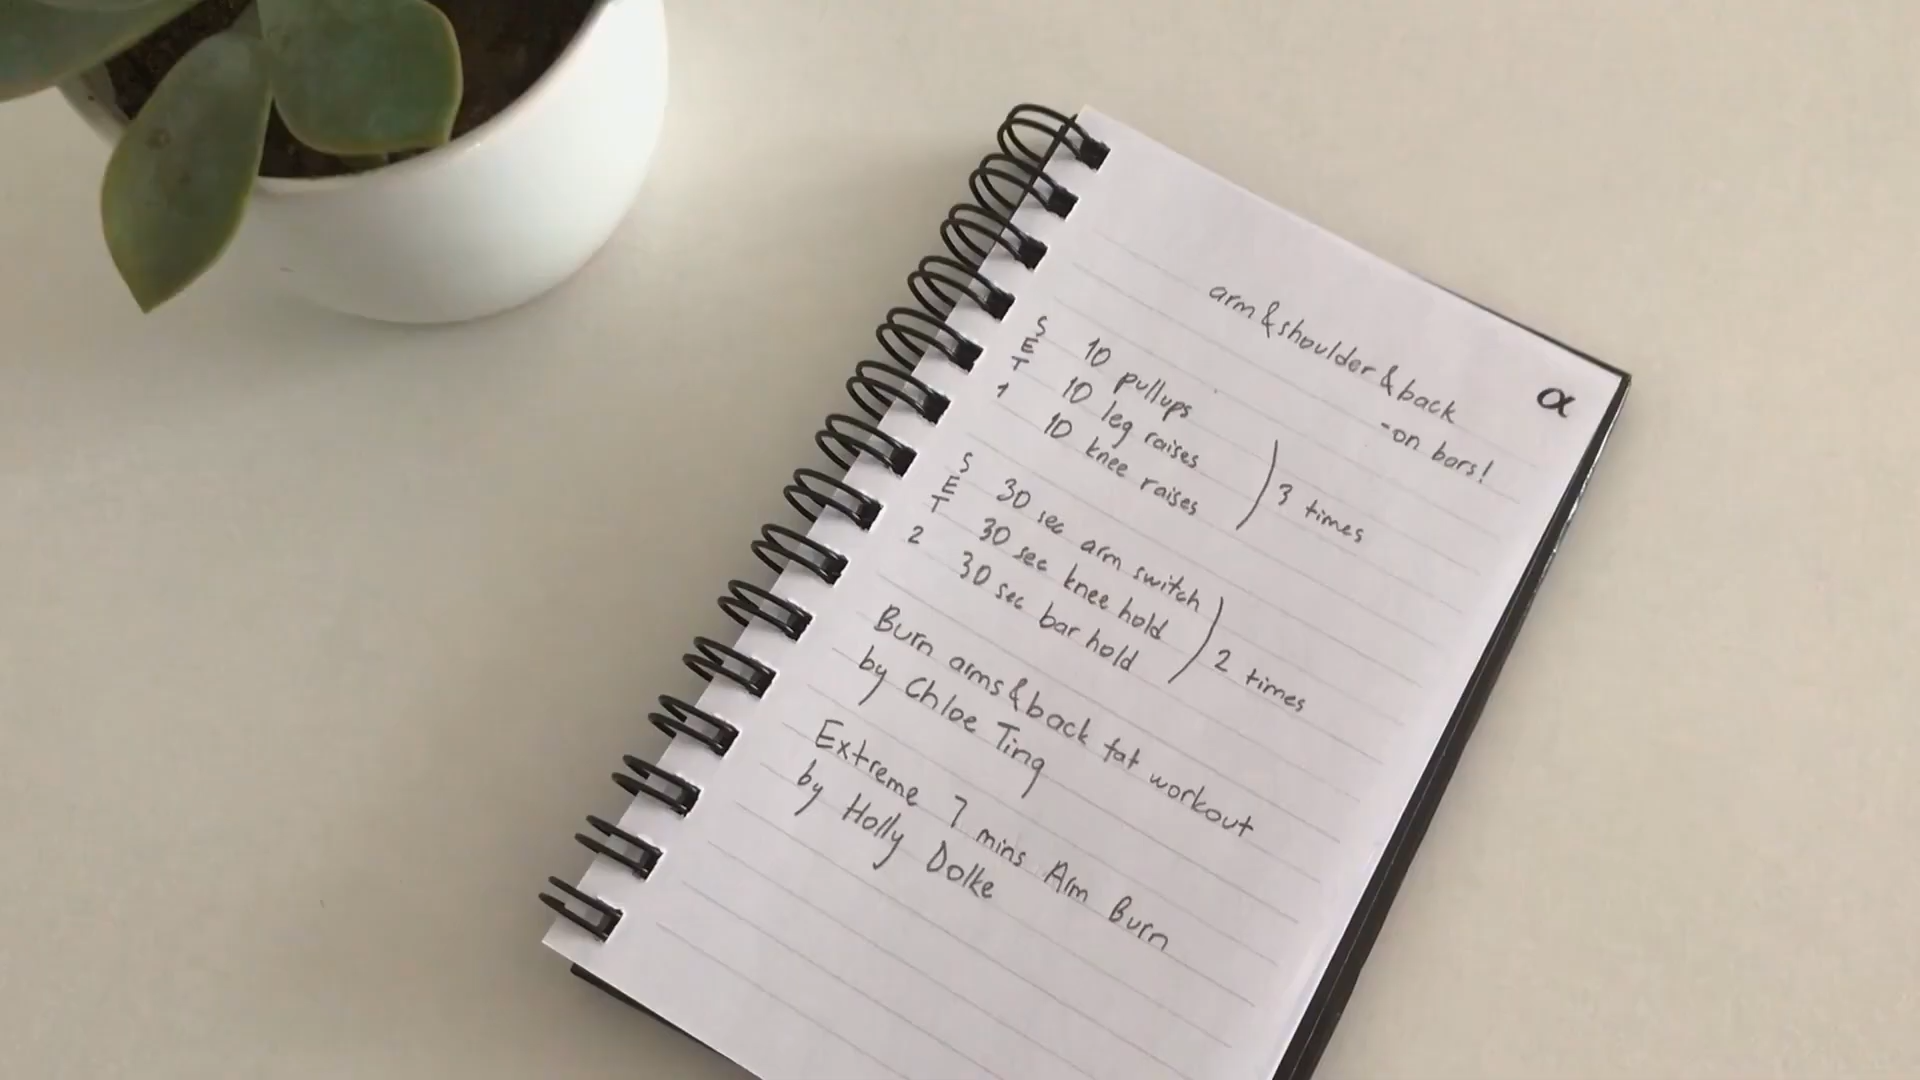 arm & shoulder & back
α
-on bars!
SET 1
10 pullups
10 leg raises
10 knee raises
3 times
SET 2
30 sec arm switch
30 sec knee hold
30 sec bar hold
2 times
Burn arms & back fat workout
by Chloe Ting
Extreme 7 mins Arm Burn
by Holly Dolke